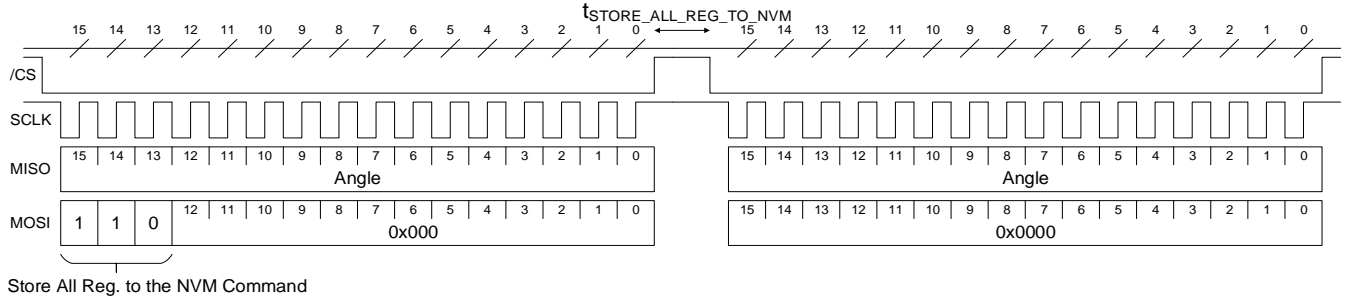 tSTORE_ALL_REG_TO_NVM
15 14 13 12 11 10 9 8 7 6 5 4 3 2 1 0 15 14 13 12 11 10 9 8 7 6 5 4 3 2 1 0
/CS
SCLK
MISO 15 14 13 12 11 10 9 8 7 6 5 4 3 2 1 0 15 14 13 12 11 10 9 8 7 6 5 4 3 2 1 0
Angle Angle
MOSI 1 1 0 12 11 10 9 8 7 6 5 4 3 2 1 0 15 14 13 12 11 10 9 8 7 6 5 4 3 2 1 0
0x000 0x0000
Store All Reg. to the NVM Command